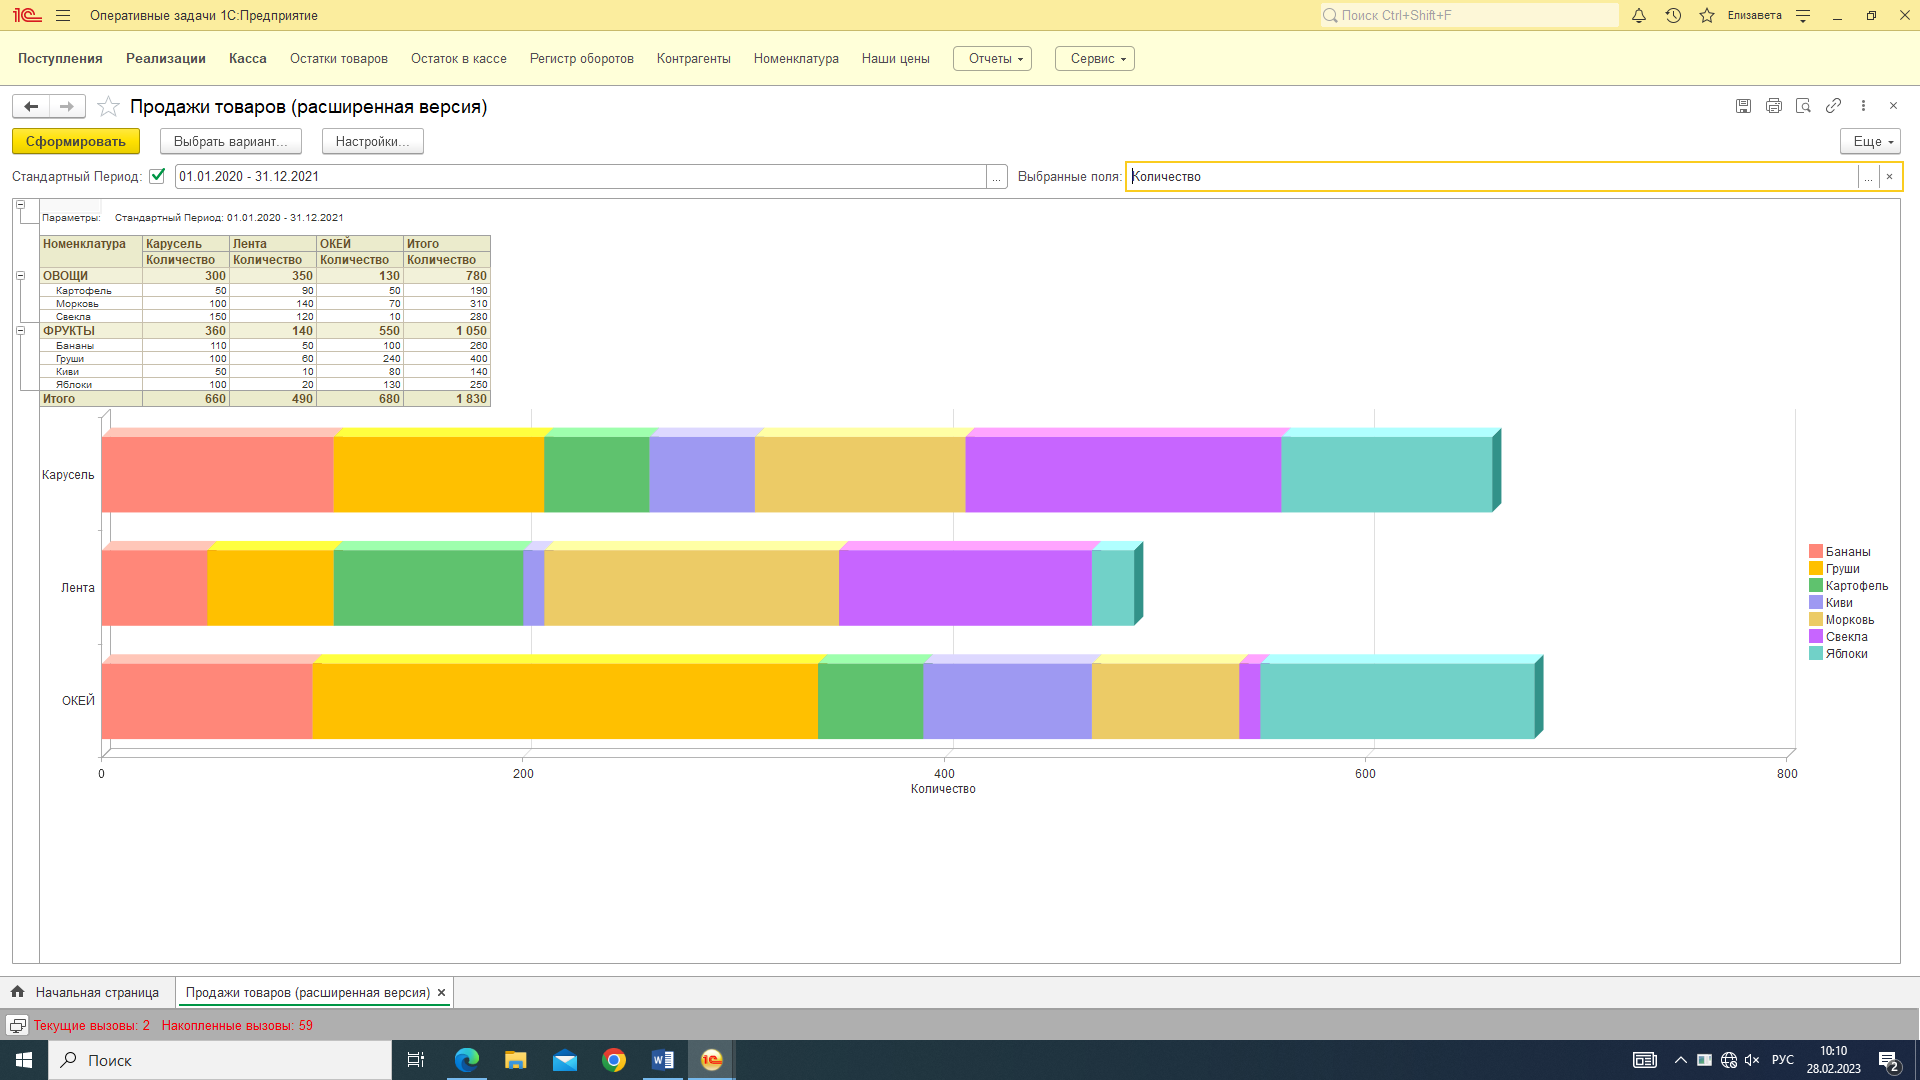 Оперативные задачи 1С:Предприятие
Поиск Ctrl+Shift+F
Елизавета
Поступления Реализации Касса Остатки товаров Остаток в кассе Регистр оборотов Контрагенты Номенклатура Наши цены Отчеты Сервис
Продажи товаров (расширенная версия)
Сформировать Выбрать вариант... Настройки... Еще
Стандартный Период: 01.01.2020 - 31.12.2021 ... Выбранные поля: Количество ... ×
Параметры: Стандартный Период: 01.01.2020 - 31.12.2021
Номенклатура Карусель Лента ОКЕЙ Итого
Количество Количество Количество Количество
ОВОЩИ 300 350 130 780
Картофель 50 90 50 190
Морковь 100 140 70 310
Свекла 150 120 10 280
ФРУКТЫ 360 140 550 1 050
Бананы 110 50 100 260
Груши 100 60 240 400
Киви 50 10 80 140
Яблоки 100 20 130 250
Итого 660 490 680 1 830
Карусель
Лента
ОКЕЙ
0 200 400 600 800
Количество
Бананы
Груши
Картофель
Киви
Морковь
Свекла
Яблоки
Начальная страница Продажи товаров (расширенная версия) ×
Текущие вызовы: 2 Накопленные вызовы: 59
Поиск
РУС
10:10
28.02.2023
2